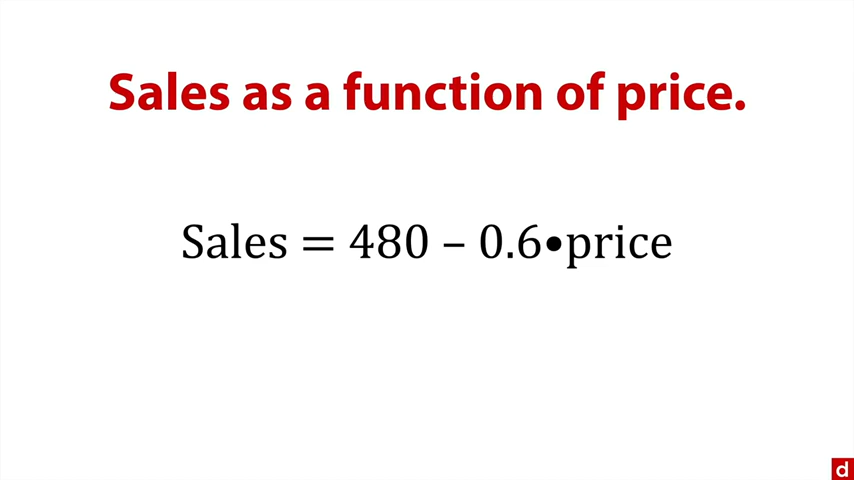 Sales as a function of price.
Sales = 480 – 0.6•price
d